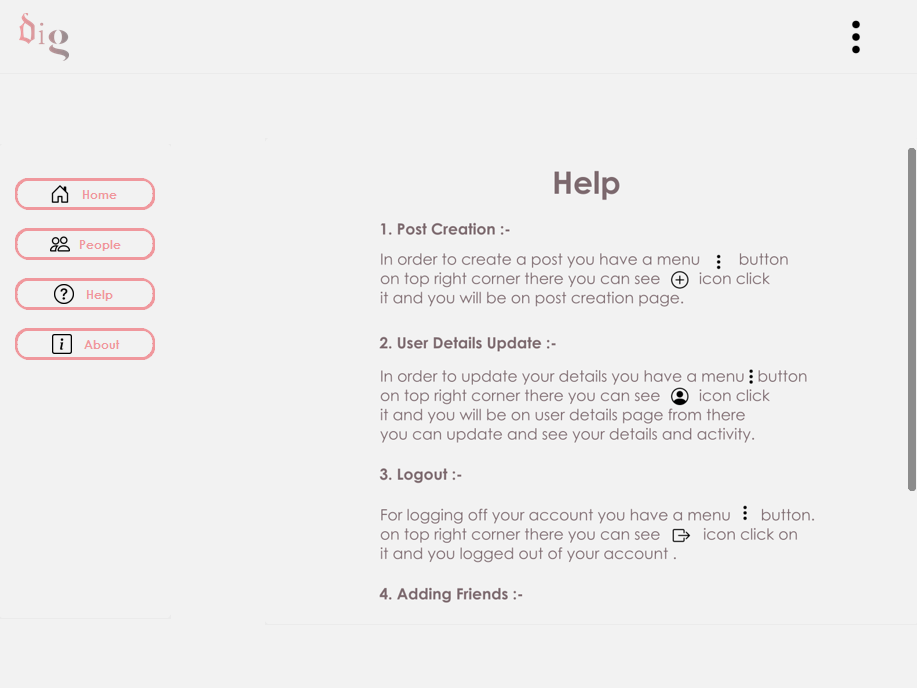 dig
Home
People
Help
About
Help
1. Post Creation :-
In order to create a post you have a menu button
on top right corner there you can see icon click
it and you will be on post creation page.
2. User Details Update :-
In order to update your details you have a menu button
on top right corner there you can see icon click
it and you will be on user details page from there
you can update and see your details and activity.
3. Logout :-
For logging off your account you have a menu button.
on top right corner there you can see icon click on
it and you logged out of your account .
4. Adding Friends :-